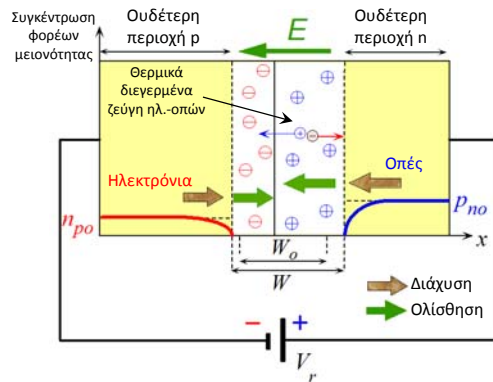 Συγκέντρωση
φορέων
μειονότητας
Ουδέτερη
περιοχή p
E
Ουδέτερη
περιοχή n
Θερμικά
διεγερμένα
ζεύγη ηλ.-οπών
Ηλεκτρόνια
Οπές
n_po
p_no
x
W_o
W
Διάχυση
Ολίσθηση
− +
V_r